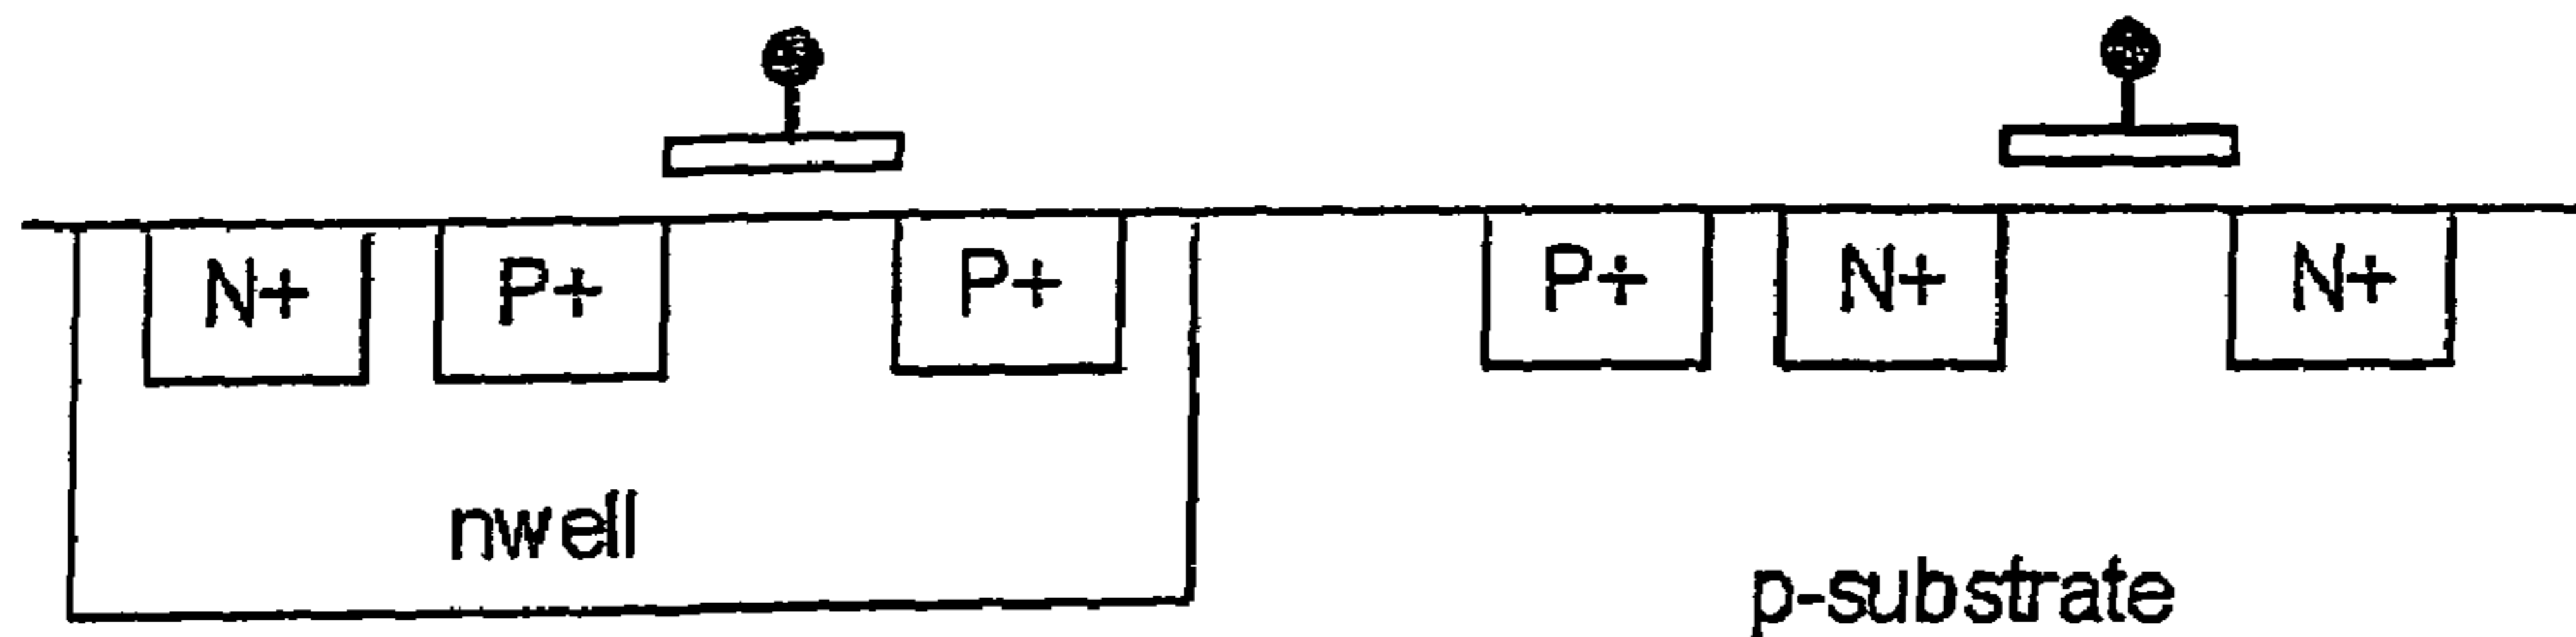 N+ P+ P+ P+ N+ N+
nwell
p-substrate